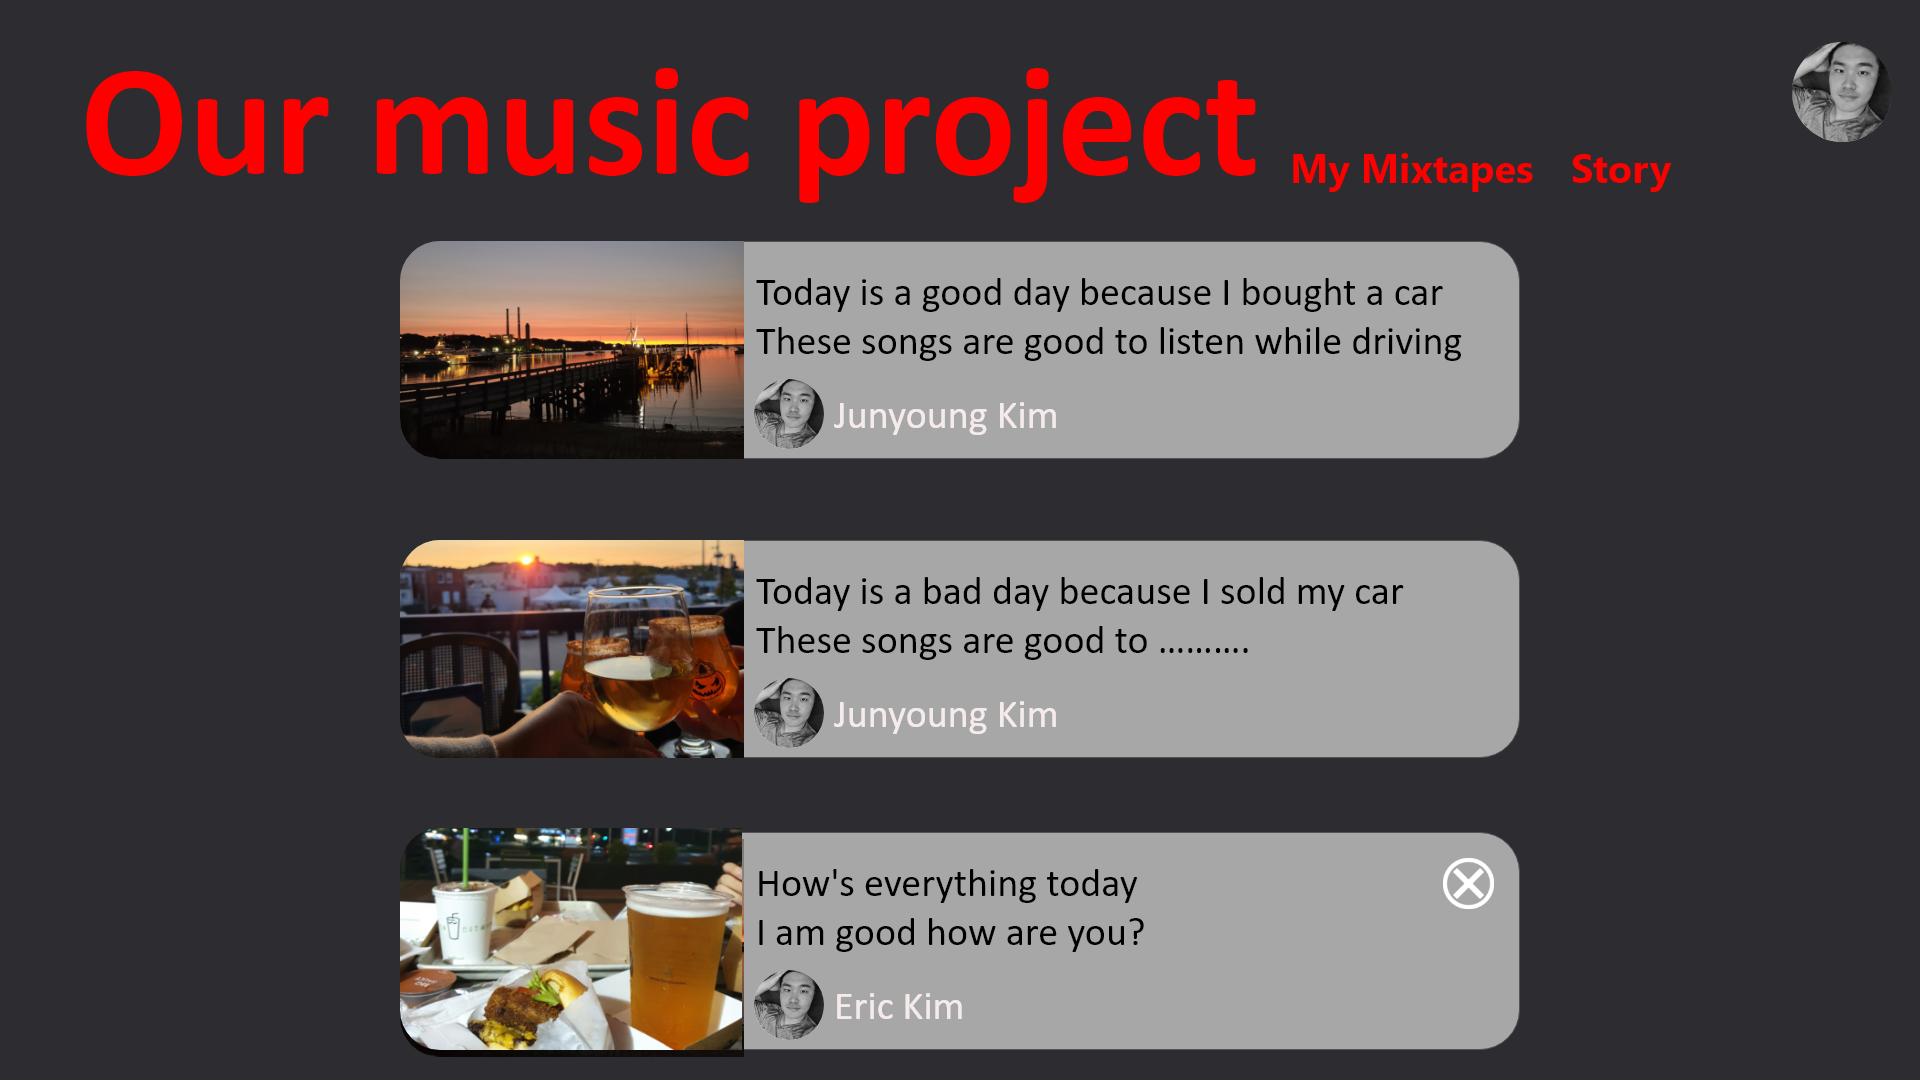 Our music project
My Mixtapes
Story
Today is a good day because I bought a car
These songs are good to listen while driving
Junyoung Kim
Today is a bad day because I sold my car
These songs are good to ..........
Junyoung Kim
How's everything today
I am good how are you?
Eric Kim